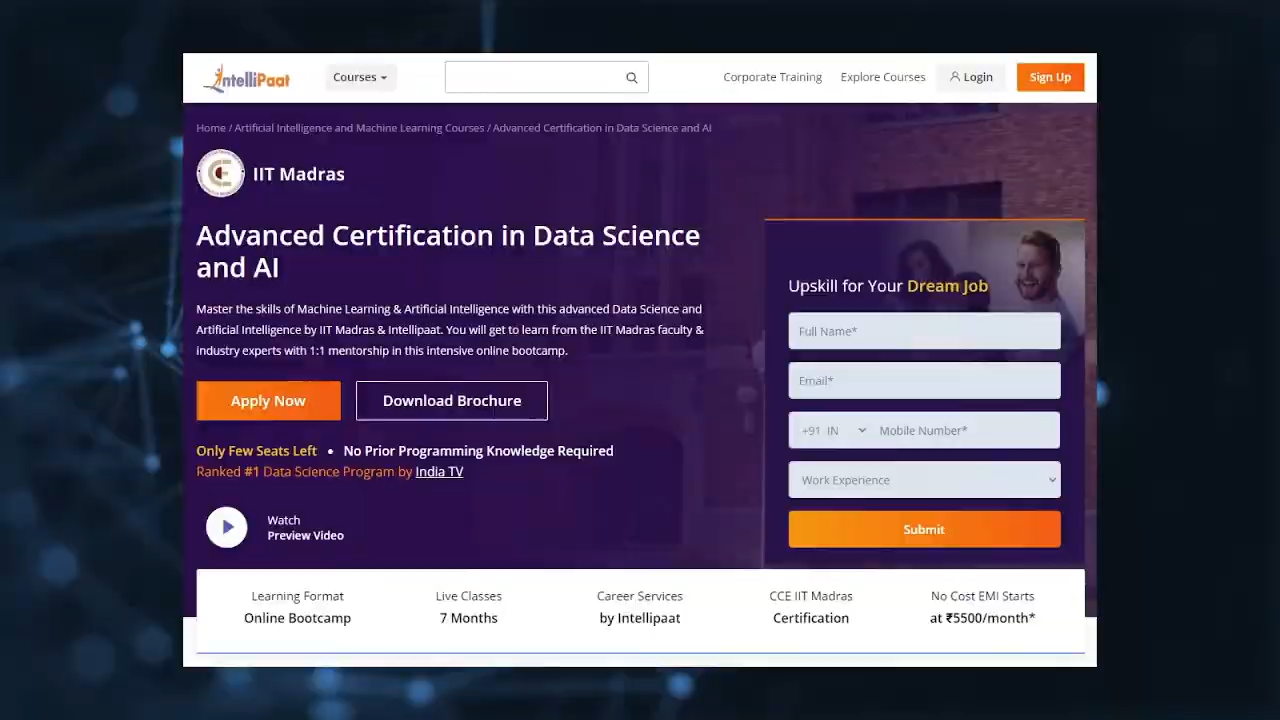 IntelliPaat
Courses
Corporate Training
Explore Courses
Login
Sign Up
Home / Artificial Intelligence and Machine Learning Courses / Advanced Certification in Data Science and AI
IIT Madras
Advanced Certification in Data Science
and AI
Master the skills of Machine Learning & Artificial Intelligence with this advanced Data Science and
Artificial Intelligence by IIT Madras & Intellipaat. You will get to learn from the IIT Madras faculty &
industry experts with 1:1 mentorship in this intensive online bootcamp.
Apply Now
Download Brochure
Only Few Seats Left • No Prior Programming Knowledge Required
Ranked #1 Data Science Program by India TV
Watch
Preview Video
Upskill for Your Dream Job
Full Name*
Email*
+91 IN
Mobile Number*
Work Experience
Submit
Learning Format
Online Bootcamp
Live Classes
7 Months
Career Services
by Intellipaat
CCE IIT Madras
Certification
No Cost EMI Starts
at ₹5500/month*